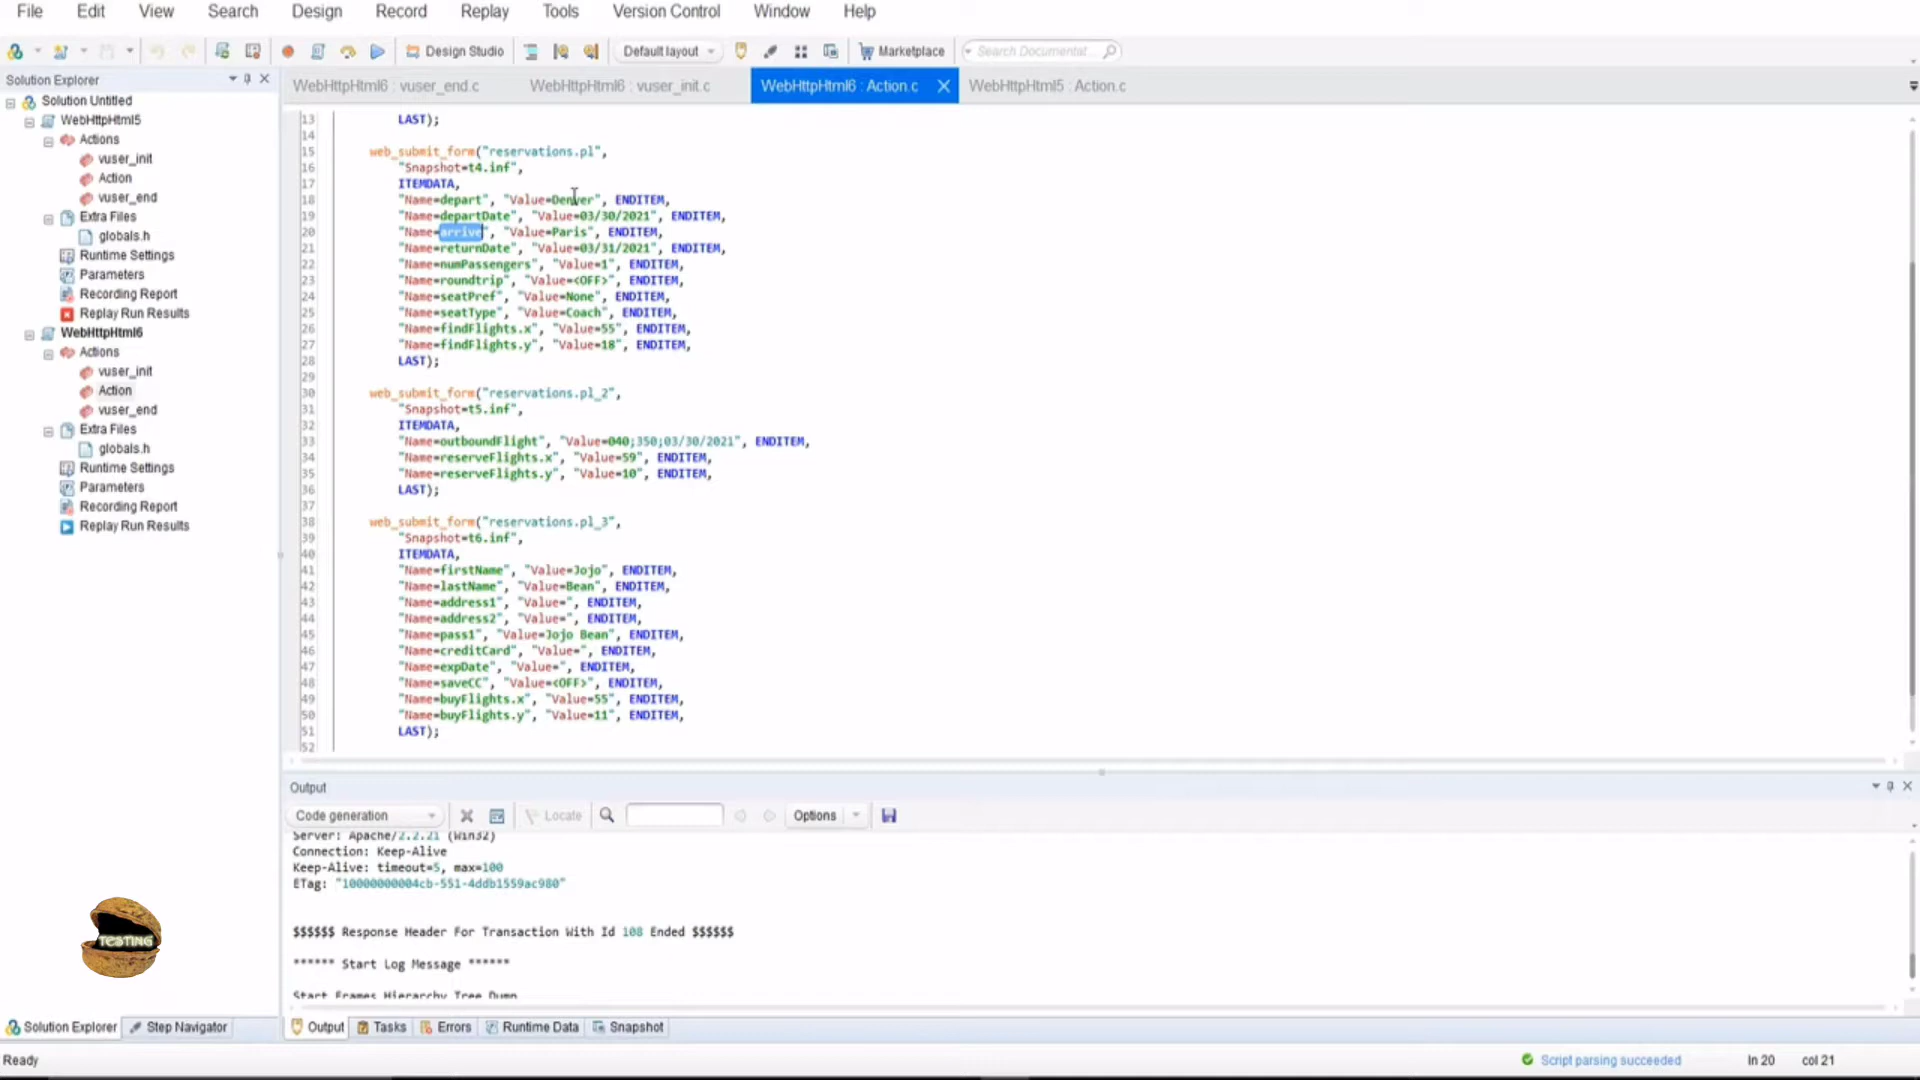 File Edit View Search Design Record Replay Tools Version Control Window Help
Design Studio Default layout Marketplace Search Documentat
Solution Explorer
WebHttpHtml6 : vuser_end.c WebHttpHtml6 : vuser_init.c WebHttpHtml6 : Action.c WebHttpHtml5 : Action.c
Solution Untitled
WebHttpHtml5
Actions
vuser_init
Action
vuser_end
Extra Files
globals.h
Runtime Settings
Parameters
Recording Report
Replay Run Results
WebHttpHtml6
Actions
vuser_init
Action
vuser_end
Extra Files
globals.h
Runtime Settings
Parameters
Recording Report
Replay Run Results
13 LAST);
14
15 web_submit_form("reservations.pl",
16 "Snapshot=t4.inf",
17 ITEMDATA,
18 "Name=depart", "Value=Denver", ENDITEM,
19 "Name=departDate", "Value=03/30/2021", ENDITEM,
20 "Name=arrive", "Value=Paris", ENDITEM,
21 "Name=returnDate", "Value=03/31/2021", ENDITEM,
22 "Name=numPassengers", "Value=1", ENDITEM,
23 "Name=roundtrip", "Value=<OFF>", ENDITEM,
24 "Name=seatPref", "Value=None", ENDITEM,
25 "Name=seatType", "Value=Coach", ENDITEM,
26 "Name=findFlights.x", "Value=55", ENDITEM,
27 "Name=findFlights.y", "Value=18", ENDITEM,
28 LAST);
29
30 web_submit_form("reservations.pl_2",
31 "Snapshot=t5.inf",
32 ITEMDATA,
33 "Name=outboundFlight", "Value=040;350;03/30/2021", ENDITEM,
34 "Name=reserveFlights.x", "Value=59", ENDITEM,
35 "Name=reserveFlights.y", "Value=10", ENDITEM,
36 LAST);
37
38 web_submit_form("reservations.pl_3",
39 "Snapshot=t6.inf",
40 ITEMDATA,
41 "Name=firstName", "Value=Jojo", ENDITEM,
42 "Name=lastName", "Value=Bean", ENDITEM,
43 "Name=address1", "Value=", ENDITEM,
44 "Name=address2", "Value=", ENDITEM,
45 "Name=pass1", "Value=Jojo Bean", ENDITEM,
46 "Name=creditCard", "Value=", ENDITEM,
47 "Name=expDate", "Value=", ENDITEM,
48 "Name=saveCC", "Value=<OFF>", ENDITEM,
49 "Name=buyFlights.x", "Value=55", ENDITEM,
50 "Name=buyFlights.y", "Value=11", ENDITEM,
51 LAST);
52
Output
Code generation Locate Options
Server: Apache/2.2.21 (Win32)
Connection: Keep-Alive
Keep-Alive: timeout=5, max=100
ETag: "10000000004cb-551-4ddb1559ac980"
$$$$$$ Response Header For Transaction With Id 108 Ended $$$$$$
****** Start Log Message ******
Start Frames Hierarchy Tree Dump
TESTING
Solution Explorer Step Navigator Output Tasks Errors Runtime Data Snapshot
Ready Script parsing succeeded ln 20 col 21